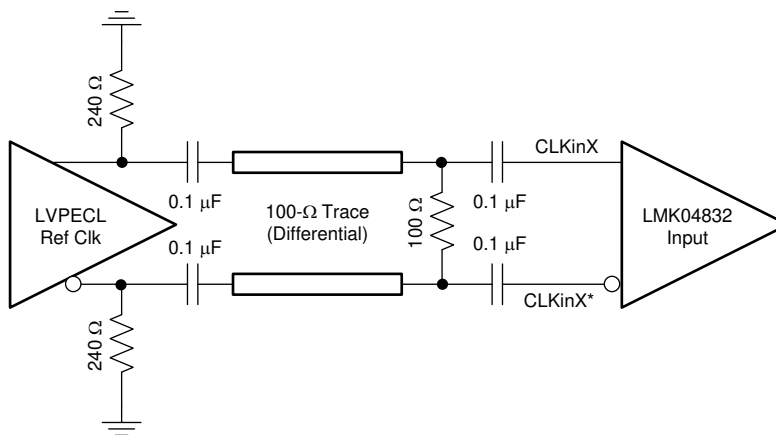 240 Ω
CLKinX
0.1 μF
0.1 μF
LVPECL
Ref Clk
100-Ω Trace
(Differential)
100 Ω
LMK04832
Input
0.1 μF
0.1 μF
CLKinX*
240 Ω